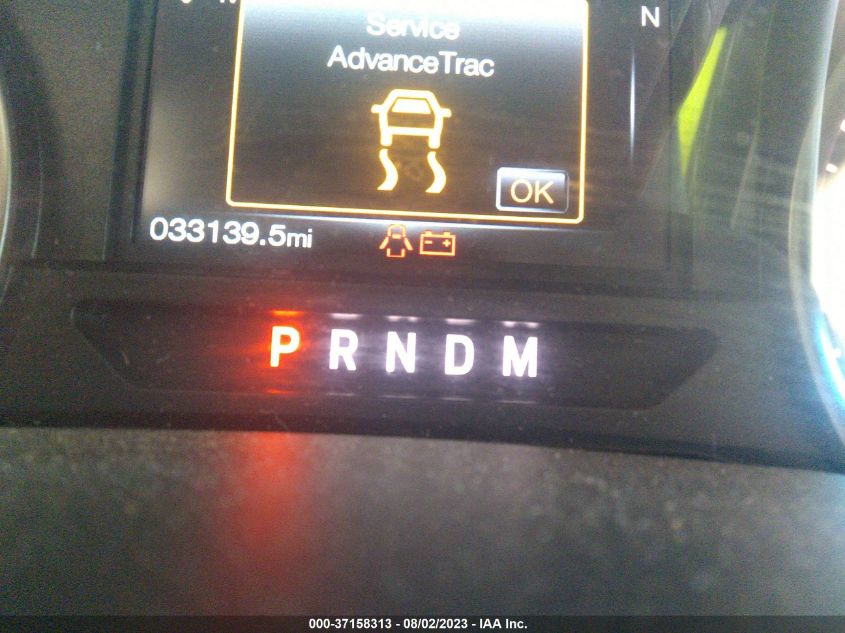 N
Service
AdvanceTrac
OK
033139.5mi
P R N D M
000-37158313 - 08/02/2023 - IAA Inc.